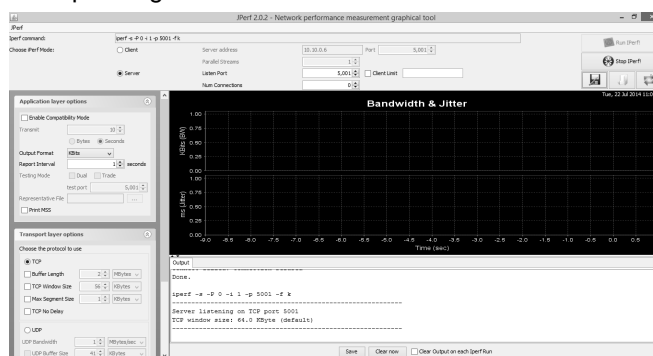 JPerf 2.0.2 - Network performance measurement graphical tool
JPerf
Iperf command: iperf -s -P 0 -i 1 -p 5001 -f k
Choose iPerf Mode: Client Server address 10.10.0.6 Port 5,001
Parallel Streams 1
Server Listen Port 5,001 Client Limit
Num Connections 0
Run IPerf!
Stop IPerf!
Application layer options
Enable Compatibility Mode
Transmit 10
Bytes Seconds
Output Format KBits
Report Interval 1 seconds
Testing Mode Dual Trade
test port 5,001
Representative File ...
Print MSS
Transport layer options
Choose the protocol to use
TCP
Buffer Length 2 MBytes
TCP Window Size 56 KBytes
Max Segment Size 1 KBytes
TCP No Delay
UDP
UDP Bandwidth 1 MBytes/sec
UDP Buffer Size 41 KBytes
Tue, 22 Jul 2014 11:0
Bandwidth & Jitter
KBits (BW)
1.00
0.75
0.50
0.25
0.00
ms (Jitter)
1.00
0.75
0.50
0.25
0.00
-9.0 -8.5 -8.0 -7.5 -7.0 -6.5 -6.0 -5.5 -5.0 -4.5 -4.0 -3.5 -3.0 -2.5 -2.0 -1.5 -1.0 -0.5 0.0 0.5
Time (sec)
Output
Done.
iperf -s -P 0 -i 1 -p 5001 -f k
------------------------------------------------------------
Server listening on TCP port 5001
TCP window size: 64.0 KByte (default)
------------------------------------------------------------
Save Clear now Clear Output on each Iperf Run